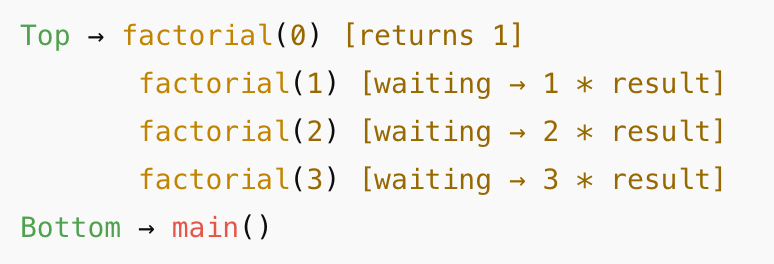 Top → factorial(0) [returns 1]
factorial(1) [waiting → 1 * result]
factorial(2) [waiting → 2 * result]
factorial(3) [waiting → 3 * result]
Bottom → main()